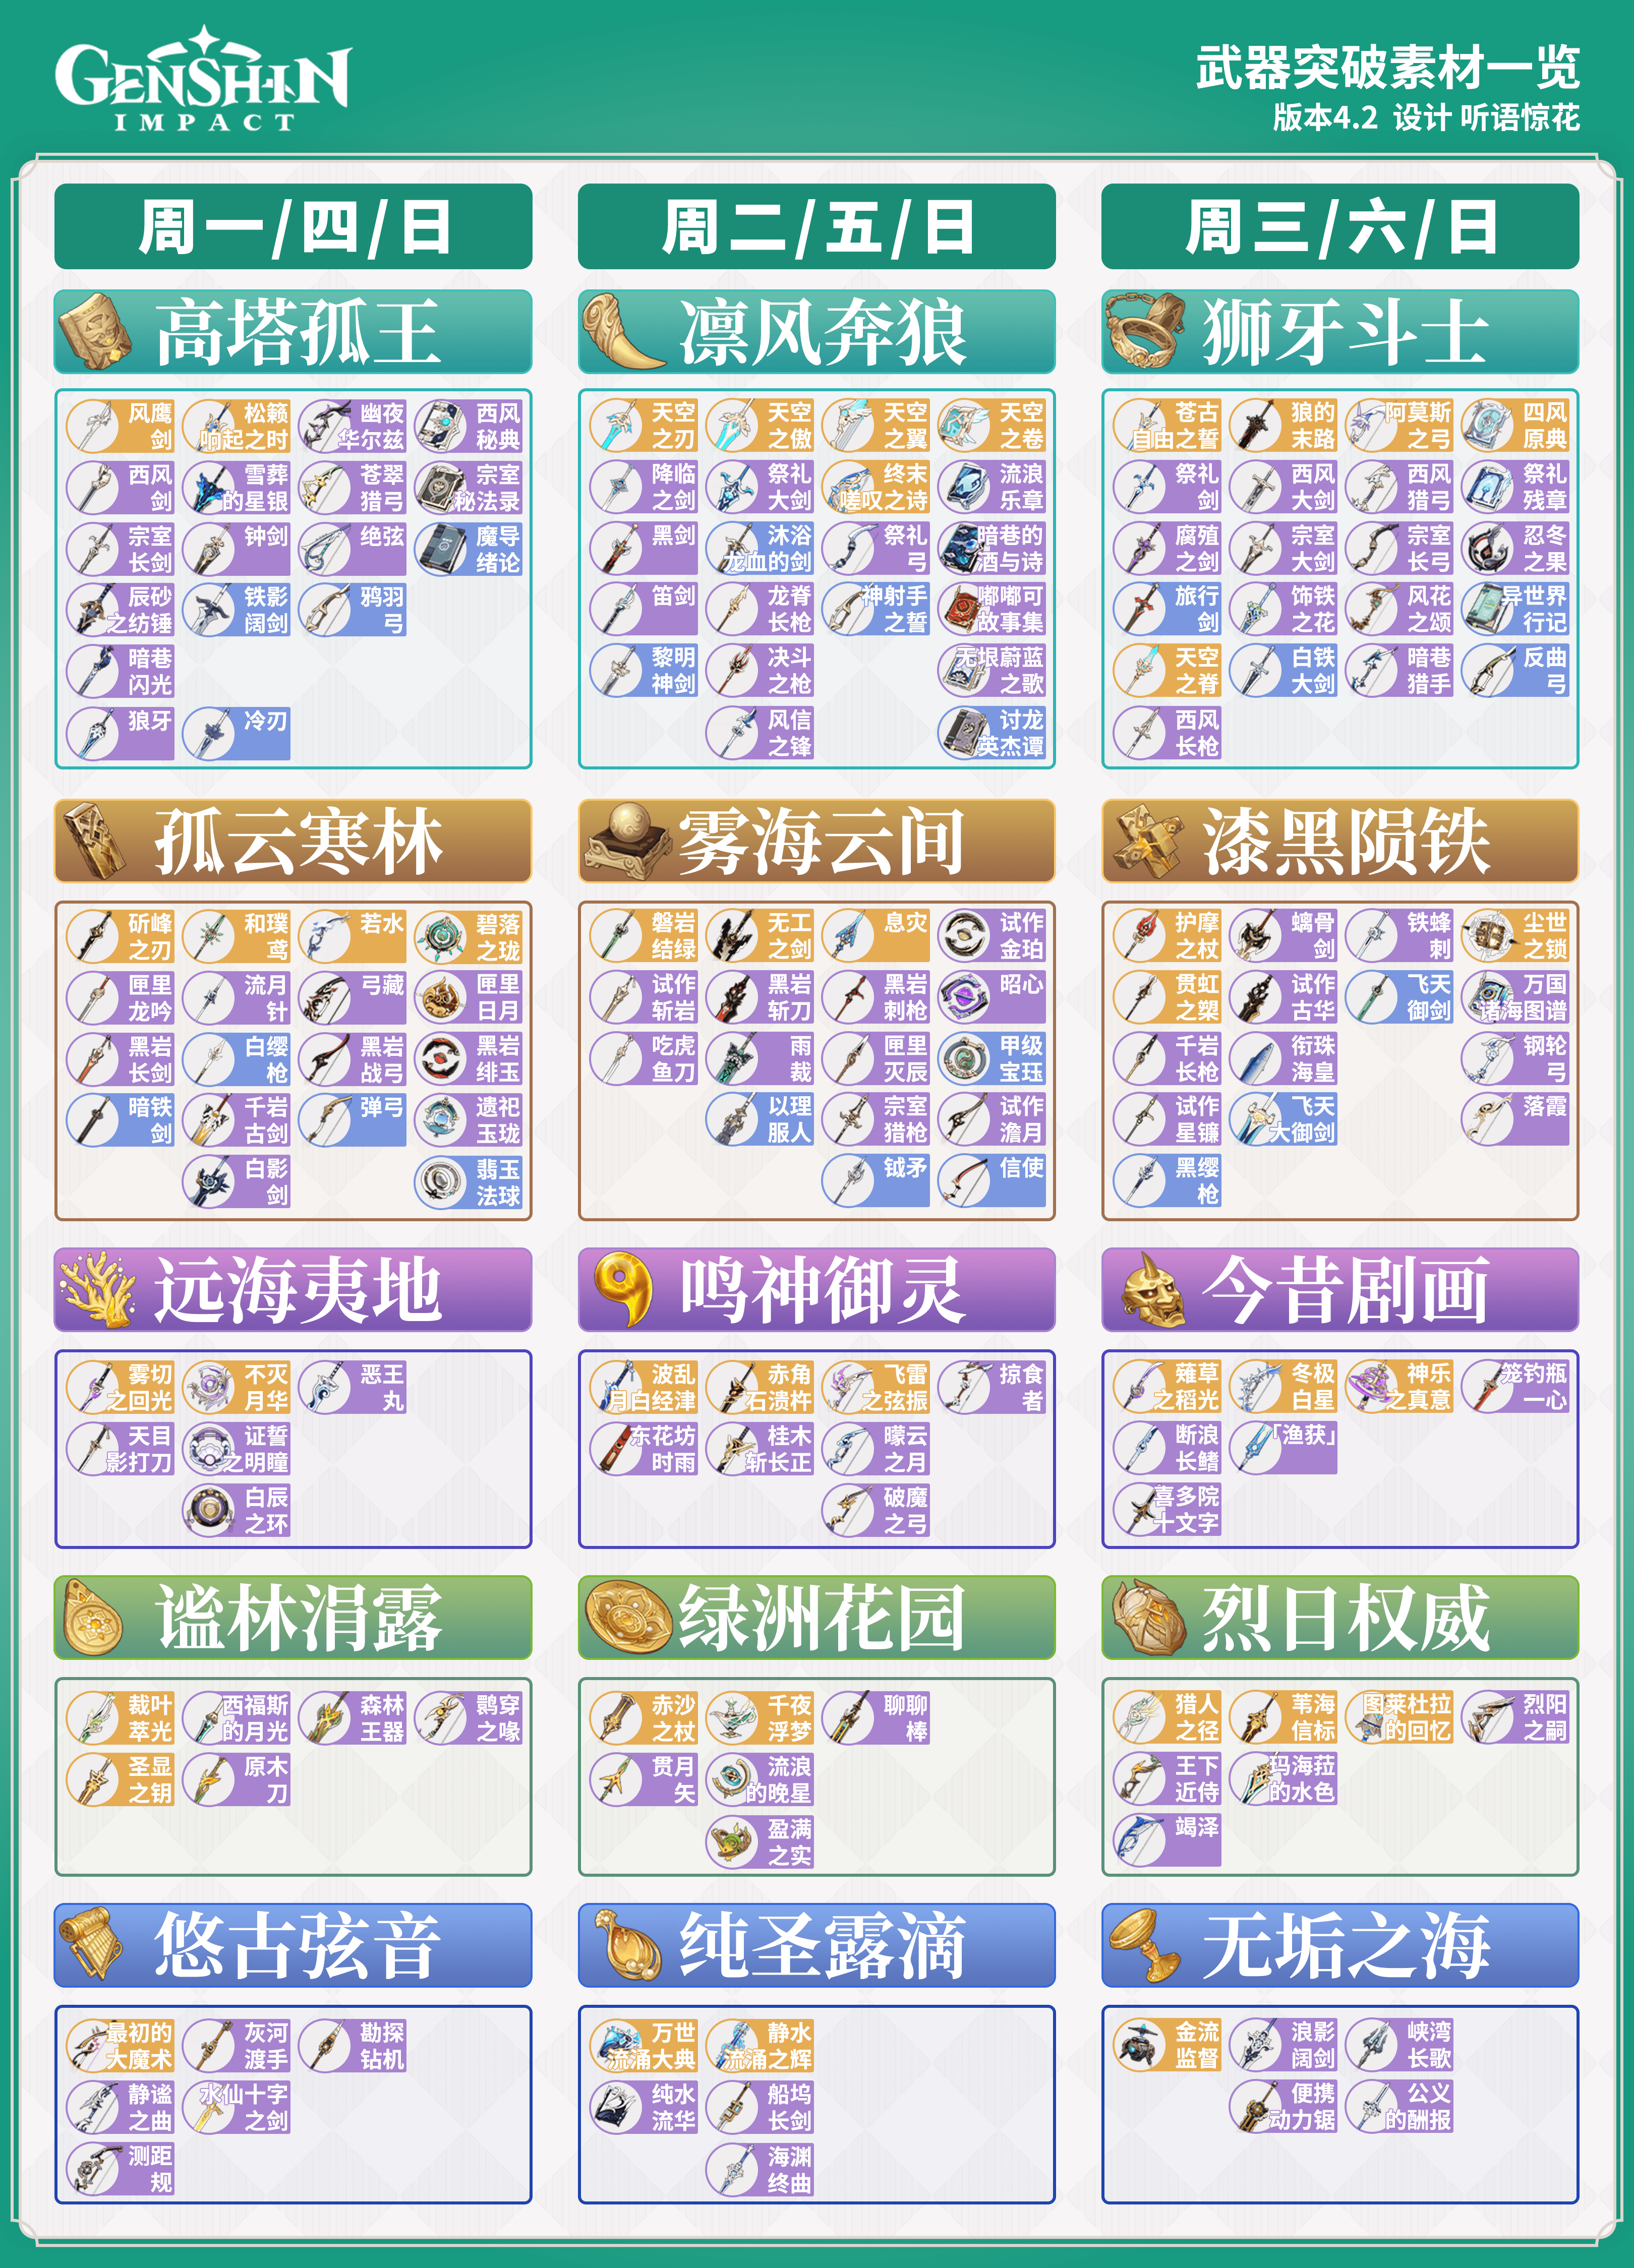 GENSHIN
IMPACT
武器突破素材一览
版本4.2 设计 听语惊花
周一/四/日
周二/五/日
周三/六/日
高塔孤王
凛风奔狼
狮牙斗士
风鹰
剑
松籁
响起之时
幽夜
华尔兹
西风
秘典
西风
剑
雪葬
的星银
苍翠
猎弓
宗室
秘法录
宗室
长剑
钟剑
绝弦
魔导
绪论
辰砂
之纺锤
铁影
阔剑
鸦羽
弓
暗巷
闪光
狼牙
冷刃
天空
之刃
天空
之傲
天空
之翼
天空
之卷
降临
之剑
祭礼
大剑
终末
嗟叹之诗
流浪
乐章
黑剑
沐浴
龙血的剑
祭礼
弓
暗巷的
酒与诗
笛剑
龙脊
长枪
神射手
之誓
嘟嘟可
故事集
黎明
神剑
决斗
之枪
无垠蔚蓝
之歌
风信
之锋
讨龙
英杰谭
苍古
自由之誓
狼的
末路
阿莫斯
之弓
四风
原典
祭礼
剑
西风
大剑
西风
猎弓
祭礼
残章
腐殖
之剑
宗室
大剑
宗室
长弓
忍冬
之果
旅行
剑
饰铁
之花
风花
之颂
异世界
行记
天空
之脊
白铁
大剑
暗巷
猎手
反曲
弓
西风
长枪
孤云寒林
雾海云间
漆黑陨铁
斫峰
之刃
和璞
鸢
若水
碧落
之珑
匣里
龙吟
流月
针
弓藏
匣里
日月
黑岩
长剑
白缨
枪
黑岩
战弓
黑岩
绯玉
暗铁
剑
千岩
古剑
弹弓
遗祀
玉珑
白影
剑
翡玉
法球
磐岩
结绿
无工
之剑
息灾
试作
金珀
试作
斩岩
黑岩
斩刀
黑岩
刺枪
昭心
吃虎
鱼刀
雨
裁
匣里
灭辰
甲级
宝珏
以理
服人
宗室
猎枪
试作
澹月
钺矛
信使
护摩
之杖
螭骨
剑
铁蜂
刺
尘世
之锁
贯虹
之槊
试作
古华
飞天
御剑
万国
诸海图谱
千岩
长枪
衔珠
海皇
钢轮
弓
试作
星镰
飞天
大御剑
落霞
黑缨
枪
远海夷地
鸣神御灵
今昔剧画
雾切
之回光
不灭
月华
恶王
丸
天目
影打刀
证誓
之明瞳
白辰
之环
波乱
月白经津
赤角
石溃杵
飞雷
之弦振
掠食
者
东花坊
时雨
桂木
斩长正
曚云
之月
破魔
之弓
薙草
之稻光
冬极
白星
神乐
之真意
笼钓瓶
一心
断浪
长鳍
「渔获」
喜多院
十文字
谧林涓露
绿洲花园
烈日权威
裁叶
萃光
西福斯
的月光
森林
王器
鹮穿
之喙
圣显
之钥
原木
刀
赤沙
之杖
千夜
浮梦
聊聊
棒
贯月
矢
流浪
的晚星
盈满
之实
猎人
之径
苇海
信标
图莱杜拉
的回忆
烈阳
之嗣
王下
近侍
玛海菈
的水色
竭泽
悠古弦音
纯圣露滴
无垢之海
最初的
大魔术
灰河
渡手
勘探
钻机
静谧
之曲
水仙十字
之剑
测距
规
万世
流涌大典
静水
流涌之辉
纯水
流华
船坞
长剑
海渊
终曲
金流
监督
浪影
阔剑
峡湾
长歌
便携
动力锯
公义
的酬报